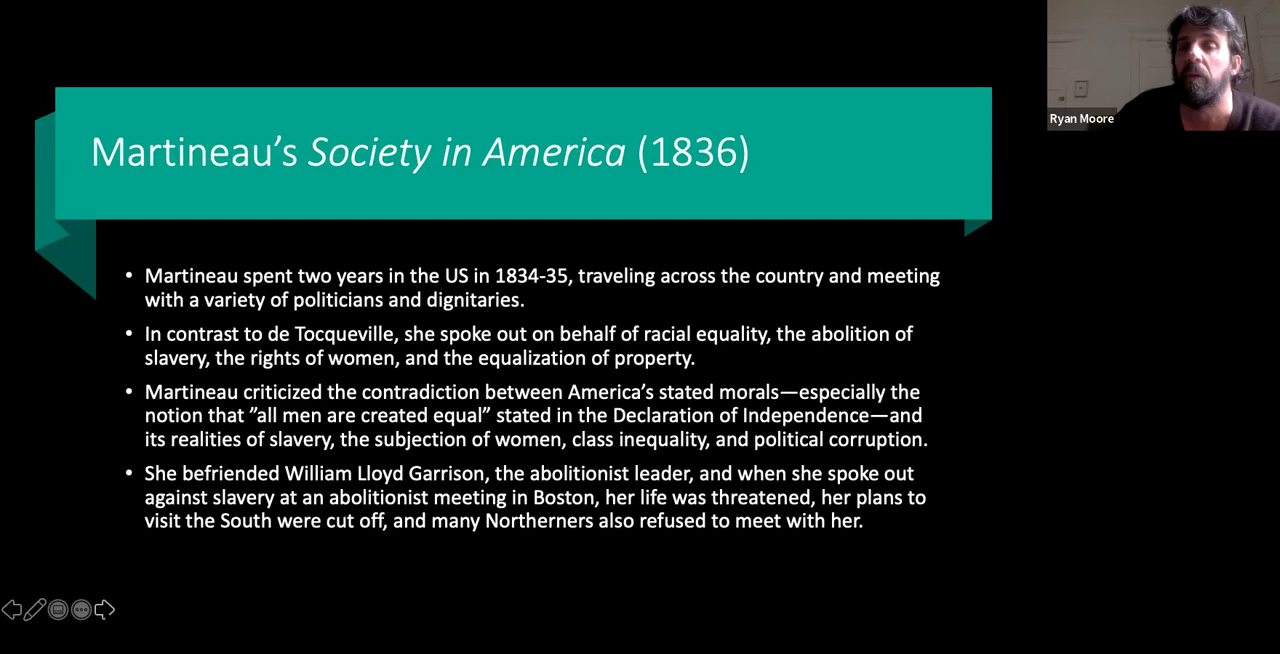 Martineau’s Society in America (1836)
Ryan Moore
• Martineau spent two years in the US in 1834-35, traveling across the country and meeting
with a variety of politicians and dignitaries.
• In contrast to de Tocqueville, she spoke out on behalf of racial equality, the abolition of
slavery, the rights of women, and the equalization of property.
• Martineau criticized the contradiction between America’s stated morals—especially the
notion that ”all men are created equal” stated in the Declaration of Independence—and
its realities of slavery, the subjection of women, class inequality, and political corruption.
• She befriended William Lloyd Garrison, the abolitionist leader, and when she spoke out
against slavery at an abolitionist meeting in Boston, her life was threatened, her plans to
visit the South were cut off, and many Northerners also refused to meet with her.